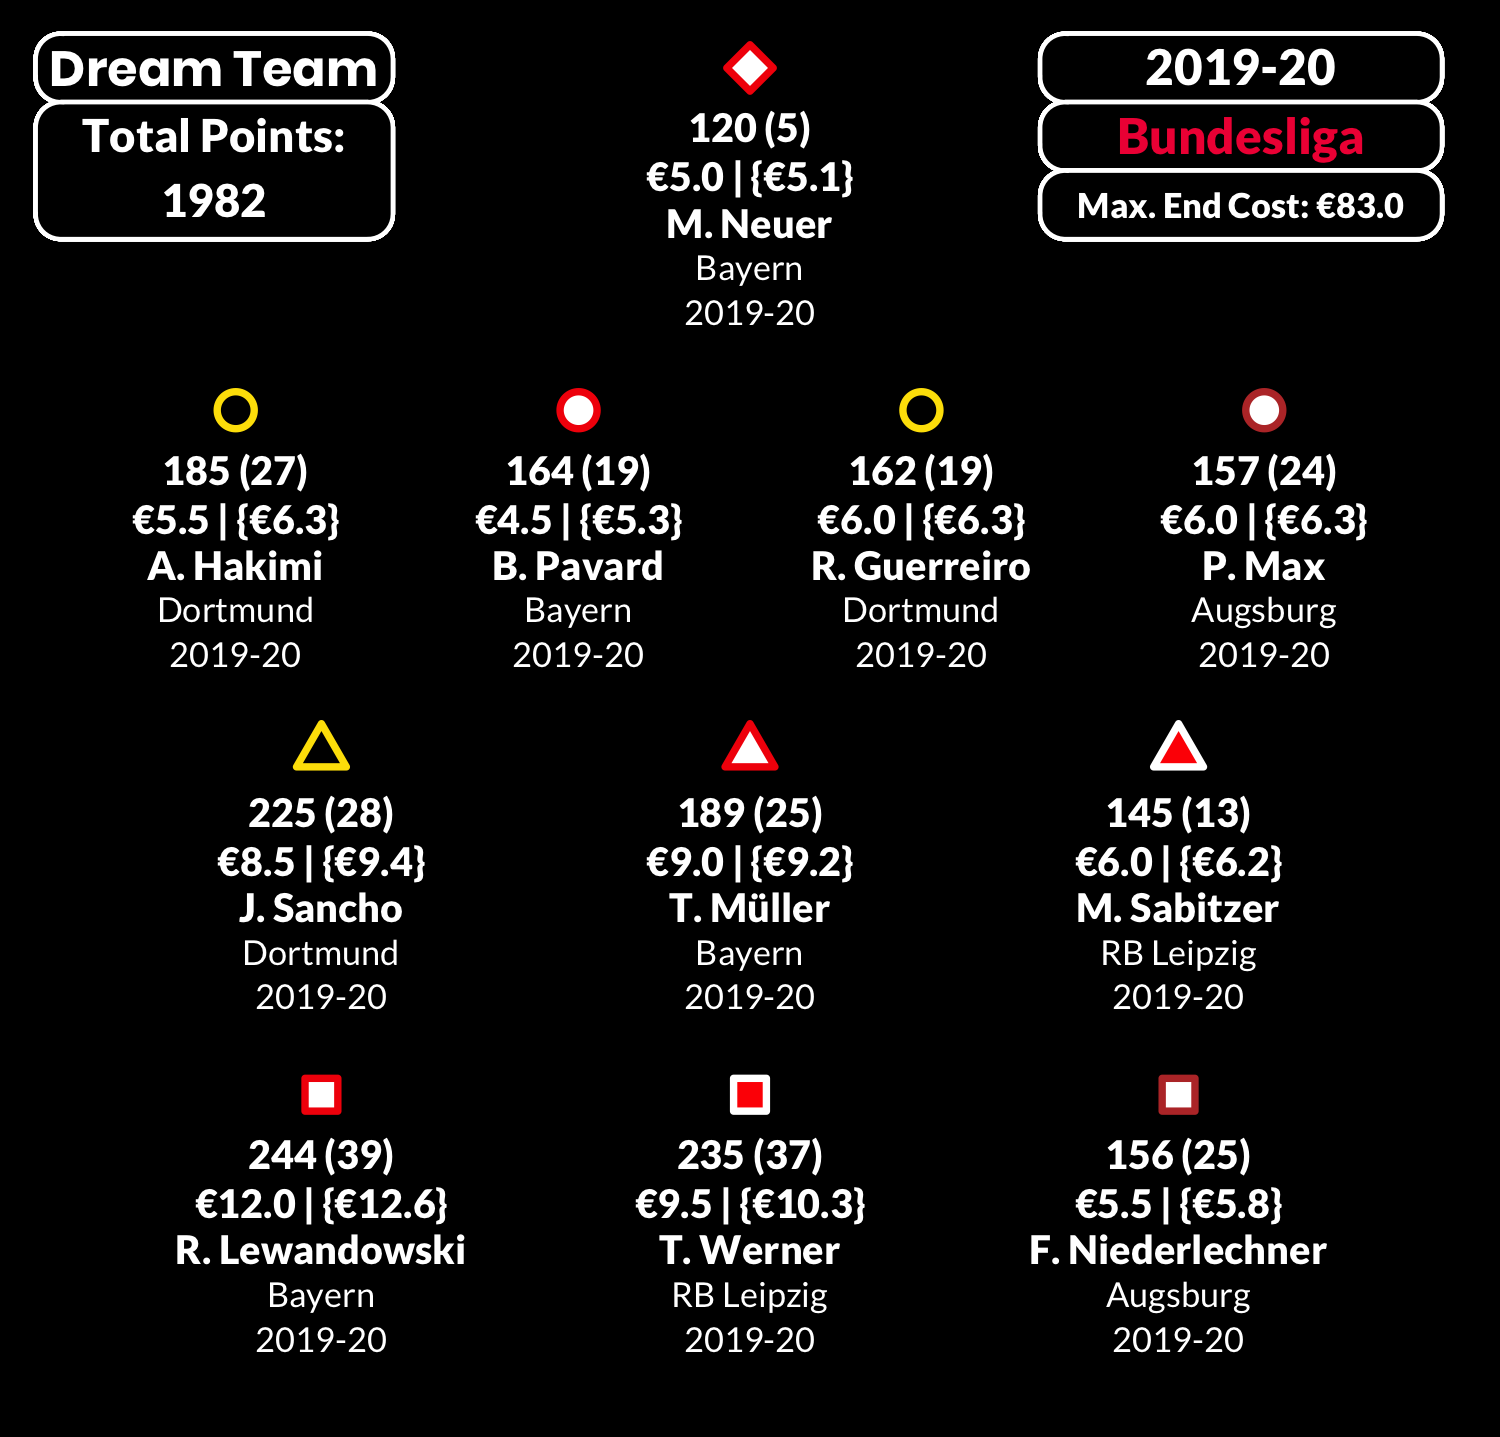 Dream Team
Total Points:
1982
2019-20
Bundesliga
Max. End Cost: €83.0
120 (5)
€5.0 | {€5.1}
M. Neuer
Bayern
2019-20
185 (27)
€5.5 | {€6.3}
A. Hakimi
Dortmund
2019-20
164 (19)
€4.5 | {€5.3}
B. Pavard
Bayern
2019-20
162 (19)
€6.0 | {€6.3}
R. Guerreiro
Dortmund
2019-20
157 (24)
€6.0 | {€6.3}
P. Max
Augsburg
2019-20
225 (28)
€8.5 | {€9.4}
J. Sancho
Dortmund
2019-20
189 (25)
€9.0 | {€9.2}
T. Müller
Bayern
2019-20
145 (13)
€6.0 | {€6.2}
M. Sabitzer
RB Leipzig
2019-20
244 (39)
€12.0 | {€12.6}
R. Lewandowski
Bayern
2019-20
235 (37)
€9.5 | {€10.3}
T. Werner
RB Leipzig
2019-20
156 (25)
€5.5 | {€5.8}
F. Niederlechner
Augsburg
2019-20